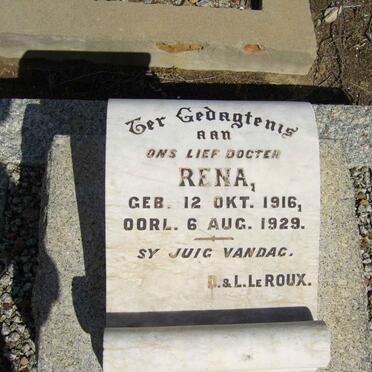 Ter Gedagtenis
AAN
ONS LIEF DOCTER
RENA,
GEB. 12 OKT. 1916,
OORL. 6 AUG. 1929.
SY JUIG VANDAG.
D. & L. LE ROUX.